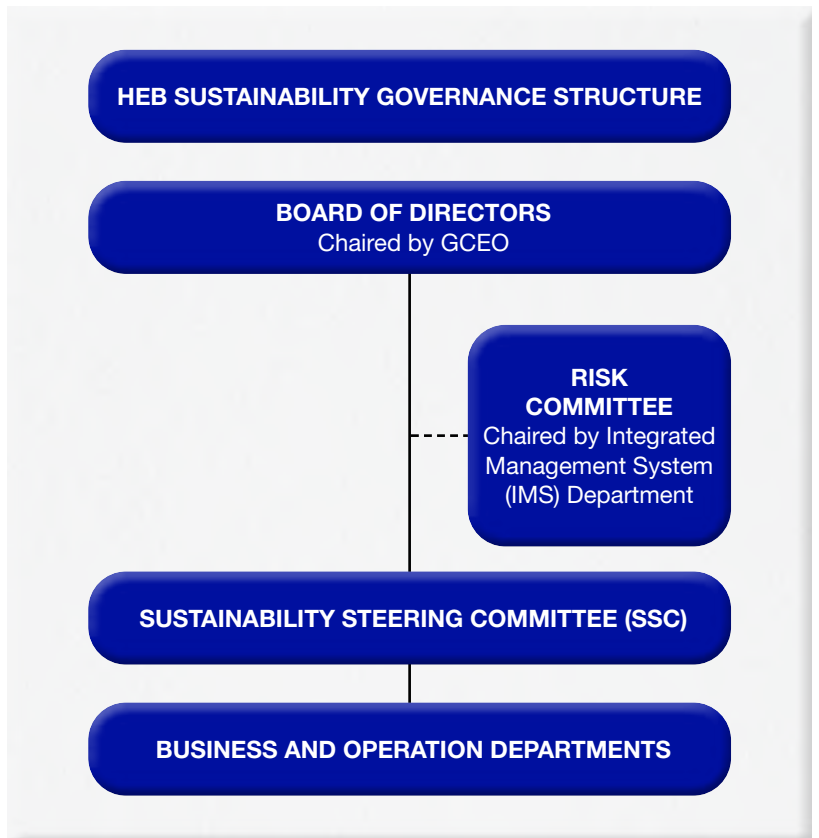 HEB SUSTAINABILITY GOVERNANCE STRUCTURE
BOARD OF DIRECTORS
Chaired by GCEO
RISK
COMMITTEE
Chaired by Integrated
Management System
(IMS) Department
SUSTAINABILITY STEERING COMMITTEE (SSC)
BUSINESS AND OPERATION DEPARTMENTS